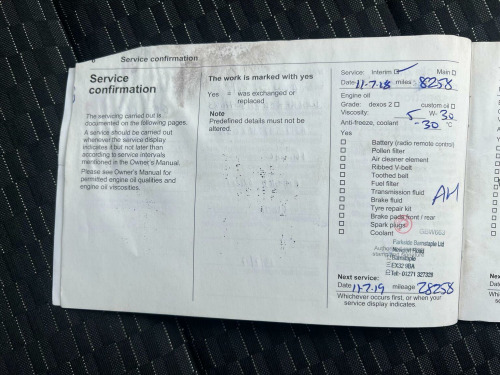 6 Service confirmation
Service
confirmation
The servicing carried out is
documented on the following pages.
A service should be carried out
whenever the service display
indicates it but not later than
according to service intervals
mentioned in the Owner's Manual.
Please see Owner's Manual for
permitted engine oil qualities and
engine oil viscosities.
The work is marked with yes
Yes = was exchanged or
replaced
Note
Predefined details must not be
altered.
Service: Interim ☐ ✓ Main ☐
Date 11-7-18 miles 28258
Engine oil
Grade: dexos 2 ☐ custom oil ☐
Viscosity: 5 W- 30
Anti-freeze, coolant -30 °C
Yes
☐ Battery (radio remote control)
☐ Pollen filter
☐ Air cleaner element
☐ Ribbed V-belt
☐ Toothed belt
☐ Fuel filter
☐ Transmission fluid
☐ Brake fluid
☐ Tyre repair kit
☐ Brake pads front / rear
☐ Spark plugs
☐ Coolant
AH
Barnstaple
EX32
Tel:- 01271 327328
Next service:
Date 11.7.19 mileage
Whichever occurs first, or when your
service display indicates.